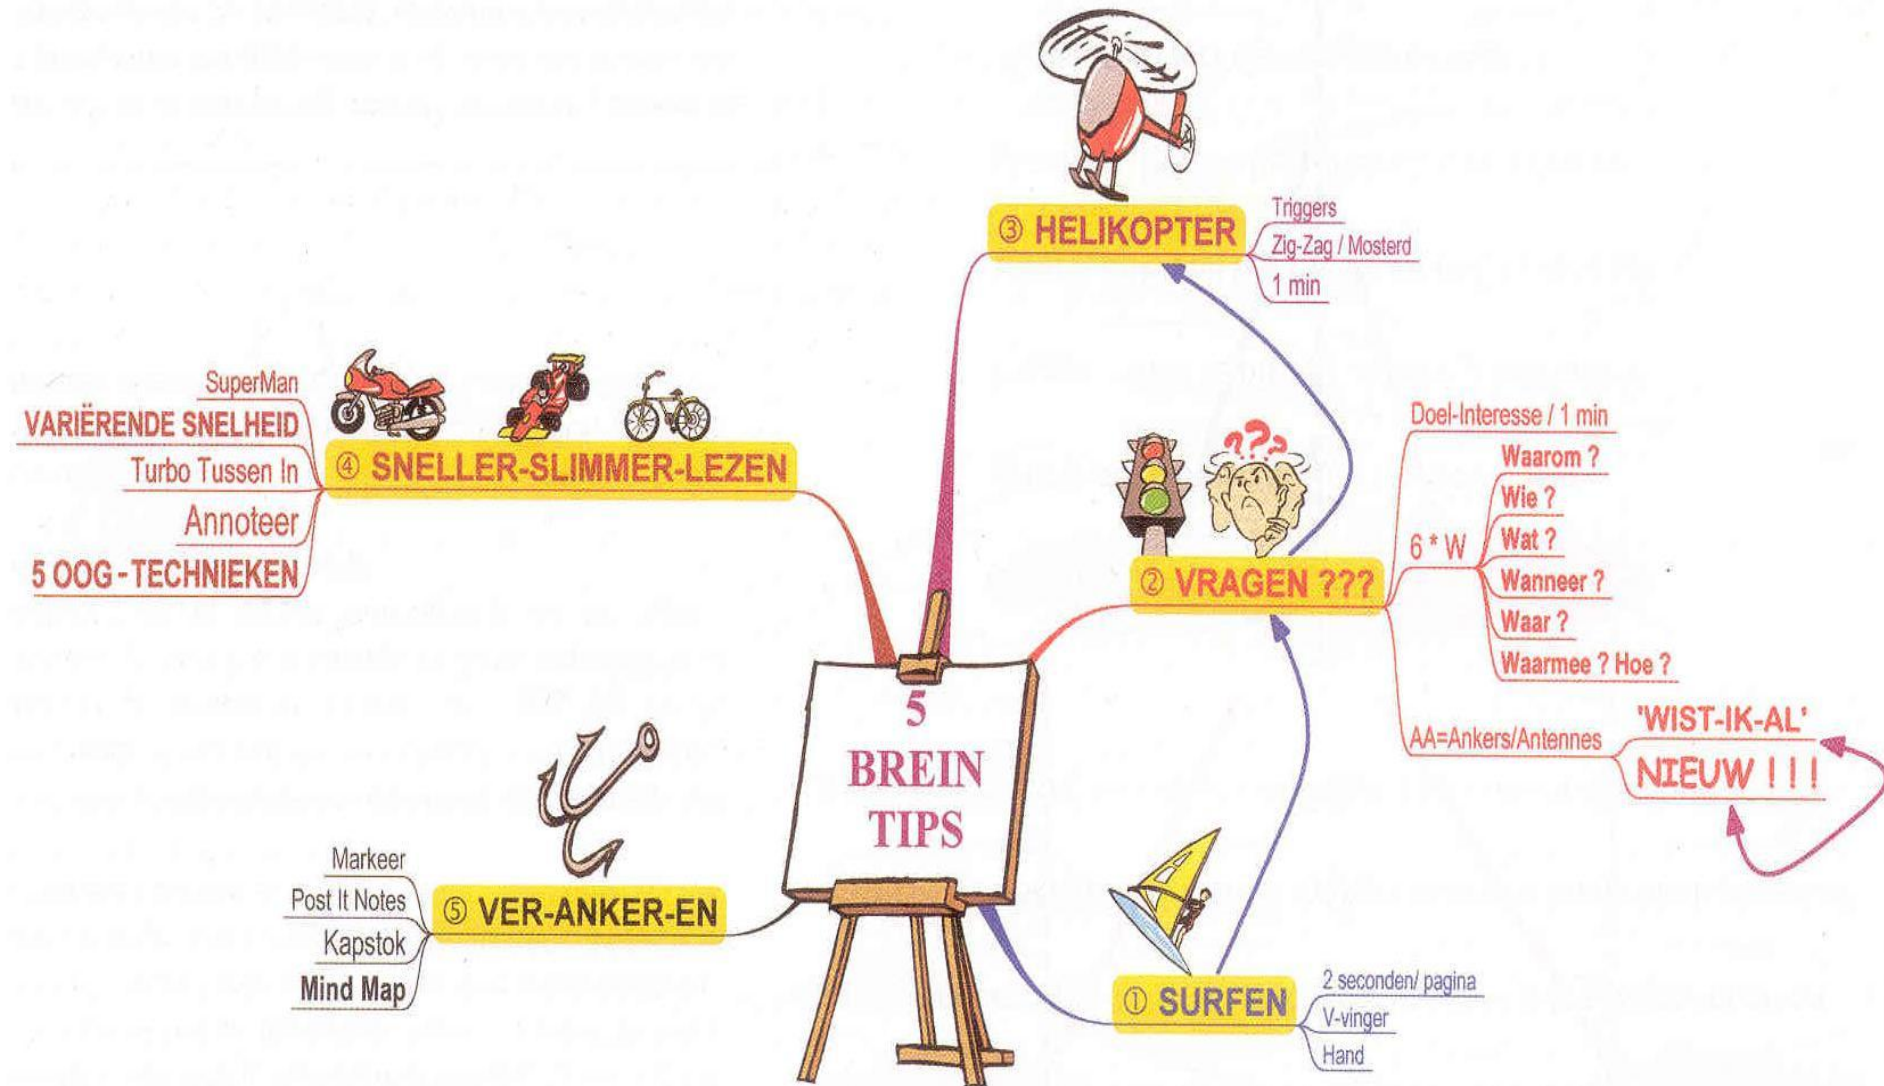 5
BREIN
TIPS
① SURFEN
2 seconden/ pagina
V-vinger
Hand
② VRAGEN ???
Doel-Interesse / 1 min
6 * W
Waarom ?
Wie ?
Wat ?
Wanneer ?
Waar ?
Waarmee ? Hoe ?
AA=Ankers/Antennes
'WIST-IK-AL'
NIEUW ! ! !
???
③ HELIKOPTER
Triggers
Zig-Zag / Mosterd
1 min
④ SNELLER-SLIMMER-LEZEN
SuperMan
VARIËRENDE SNELHEID
Turbo Tussen In
Annoteer
5 OOG - TECHNIEKEN
⑤ VER-ANKER-EN
Markeer
Post It Notes
Kapstok
Mind Map